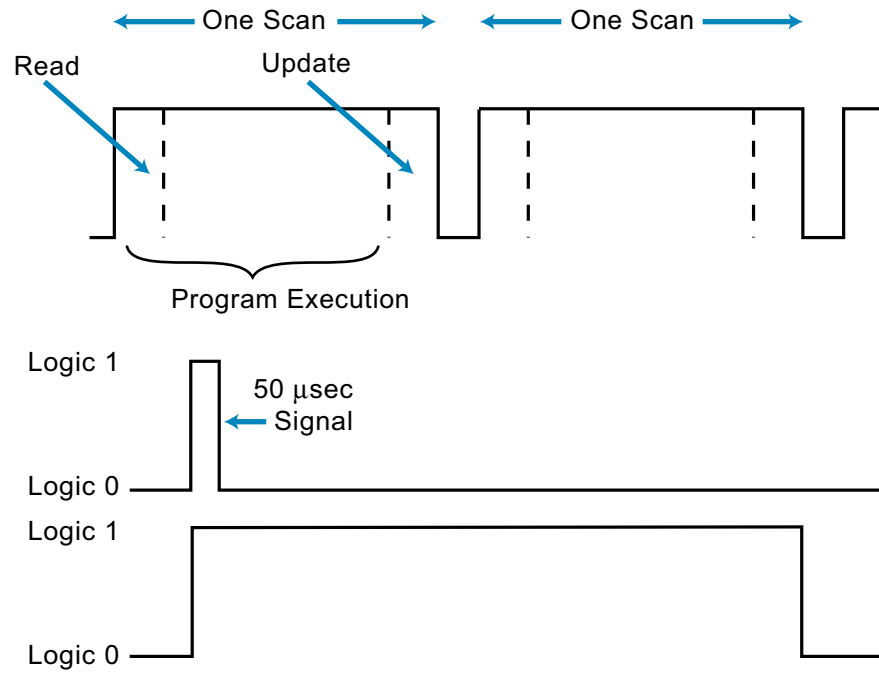 One Scan
One Scan
Read
Update
Program Execution
Logic 1
50 μsec
Signal
Logic 0
Logic 1
Logic 0